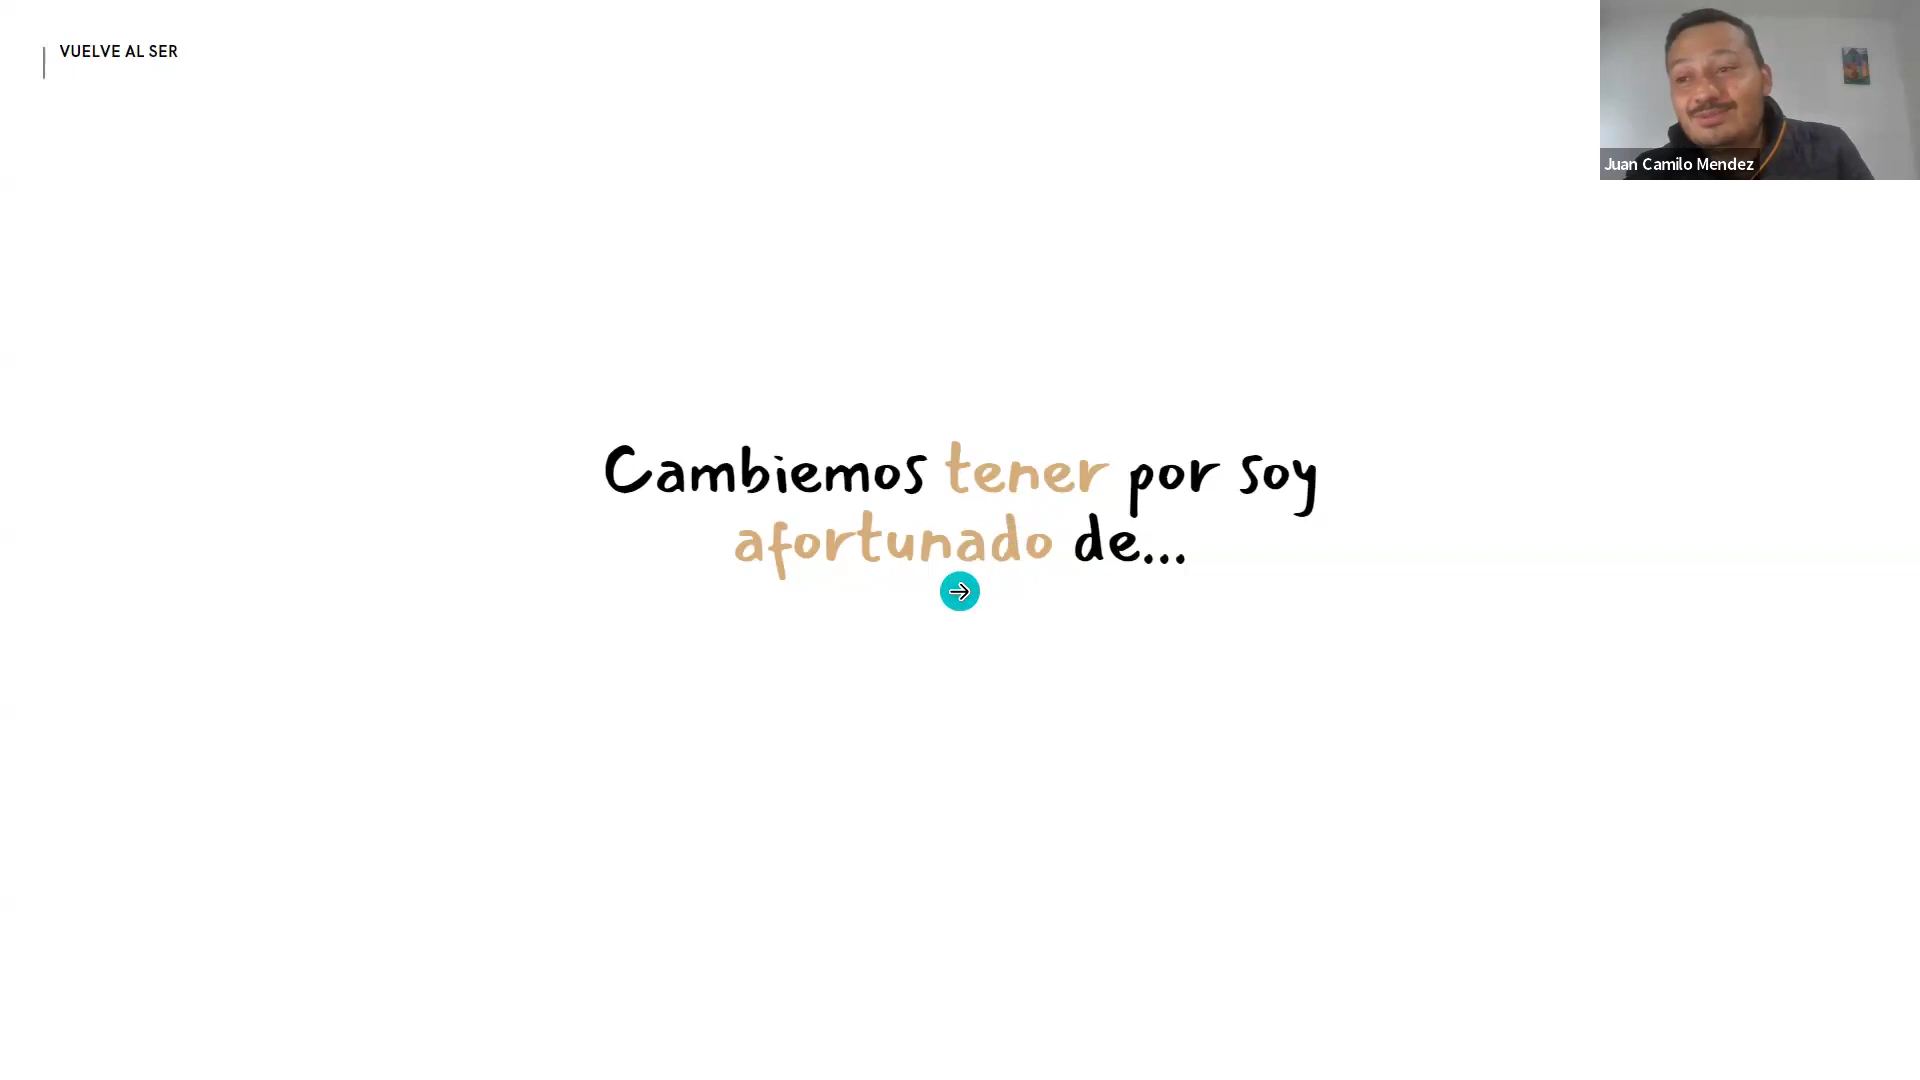 VUELVE AL SER
Juan Camilo Mendez
Cambiemos tener por soy
afortunado de...